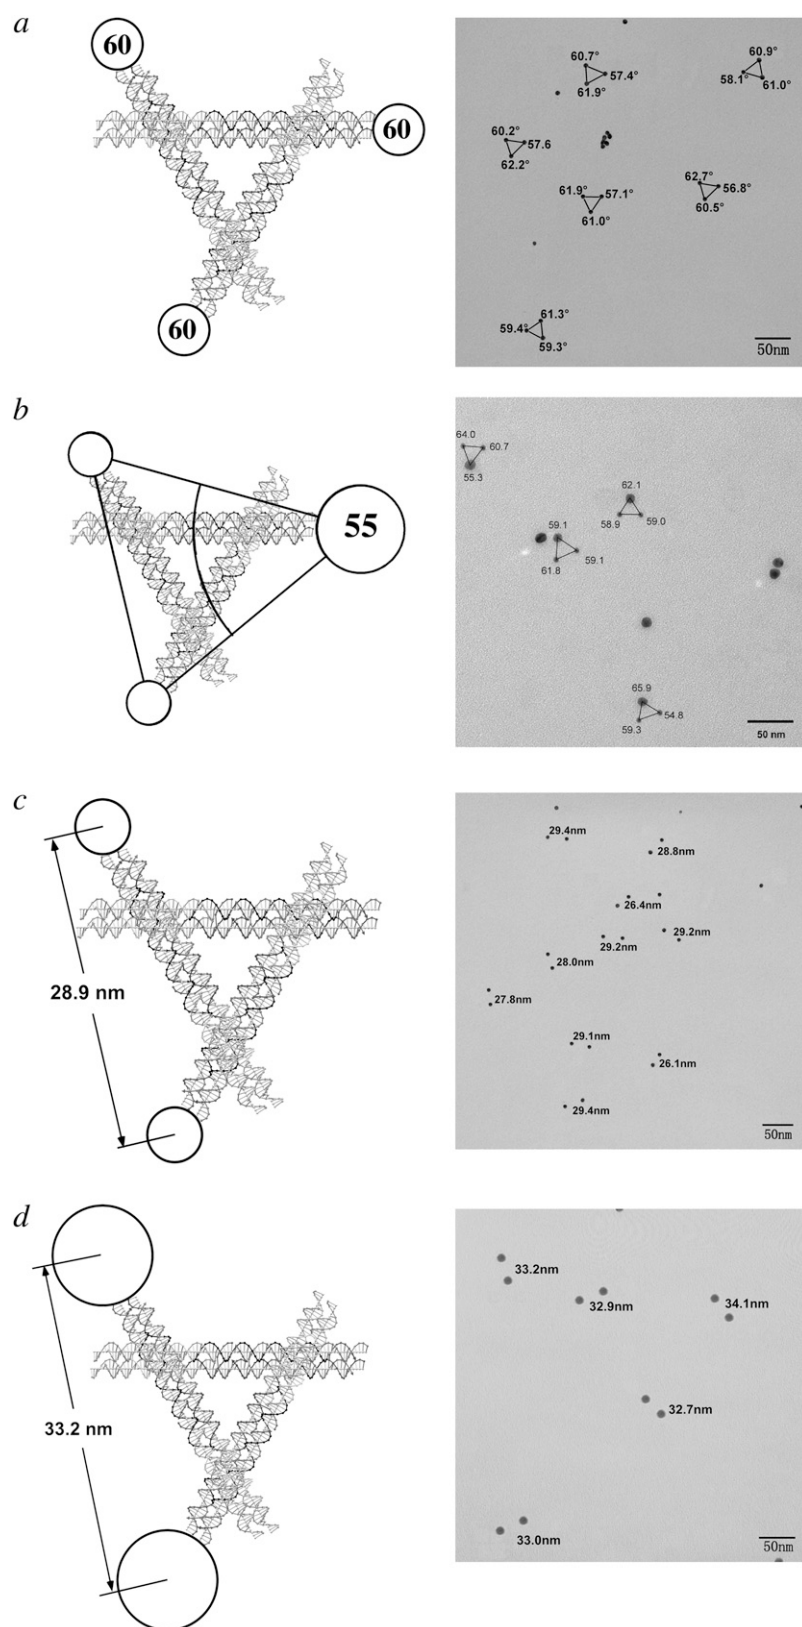 a
60
60
60
60.7°
57.4°
61.9°
60.9°
58.1°
61.0°
60.2°
57.6
62.2°
62.7°
56.8°
60.5°
61.9°
57.1°
61.0°
61.3°
59.4°
59.3°
50nm
b
55
64.0
60.7
55.3
62.1
58.9
59.0
59.1
59.1
61.8
65.9
54.8
59.3
50 nm
c
28.9 nm
29.4nm
28.8nm
26.4nm
29.2nm
29.2nm
28.0nm
27.8nm
29.1nm
26.1nm
29.4nm
50nm
d
33.2 nm
33.2nm
32.9nm
34.1nm
32.7nm
33.0nm
50nm